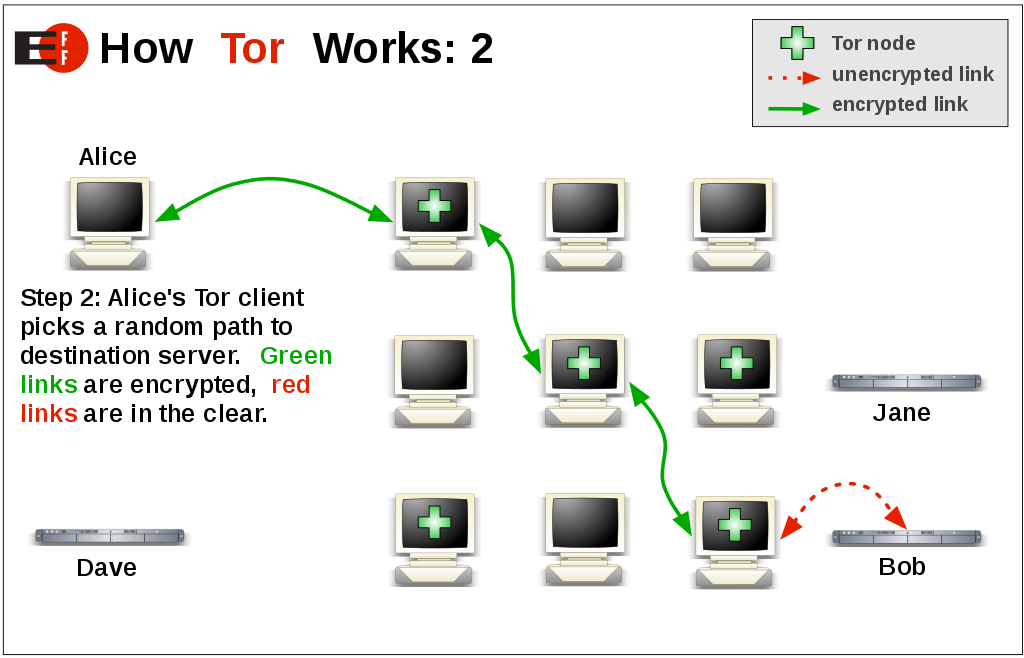 EFF How Tor Works: 2
Tor node
unencrypted link
encrypted link
Alice
Step 2: Alice's Tor client
picks a random path to
destination server. Green
links are encrypted, red
links are in the clear.
Jane
Dave
Bob